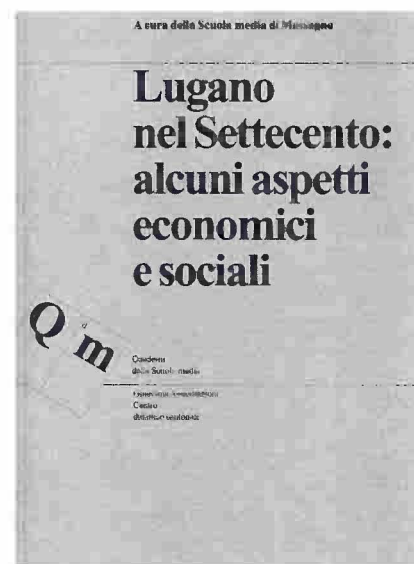 A cura della Scuola media di Massagno
Lugano
nel Settecento:
alcuni aspetti
economici
e sociali
Q d m
Quaderni
della Scuola media
Centro
didattico cantonale